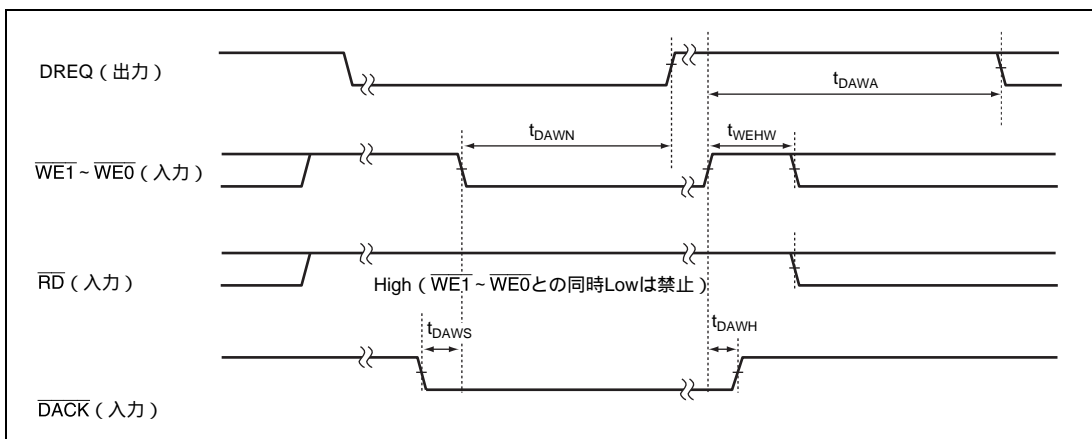 DREQ（出力）
tDAWA
tDAWN
tWEHW
WE1~WE0（入力）
RD（入力）
High（WE1~WE0との同時Lowは禁止）
tDAWS
tDAWH
DACK（入力）